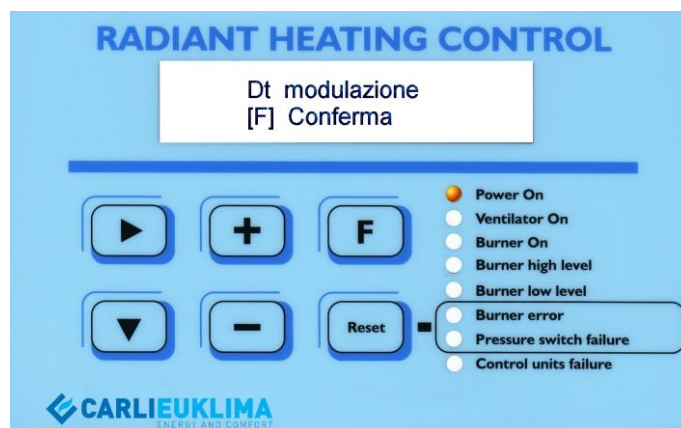 RADIANT HEATING CONTROL
Dt modulazione
[F] Conferma
F
Reset
Power On
Ventilator On
Burner On
Burner high level
Burner low level
Burner error
Pressure switch failure
Control units failure
CARLIEUKLIMA
ENERGY AND COMFORT